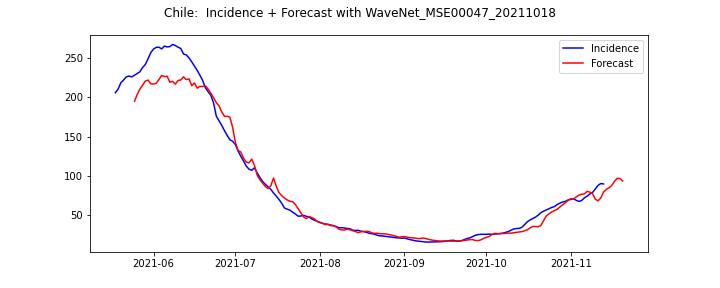 Chile:  Incidence + Forecast with WaveNet_MSE00047_20211018
Incidence
Forecast
250
200
150
100
50
2021-06 2021-07 2021-08 2021-09 2021-10 2021-11